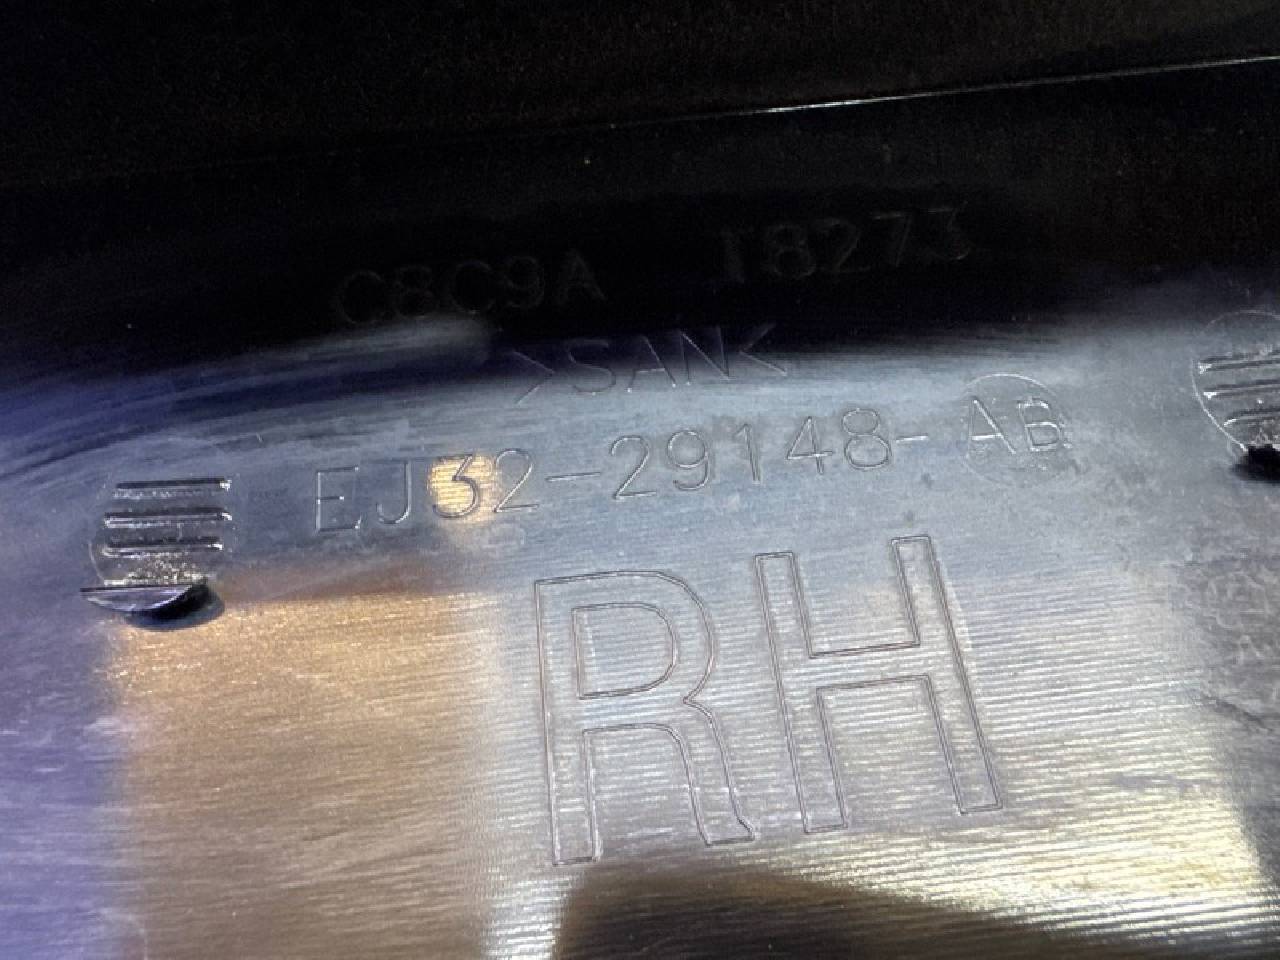 C8C9A 18273
>SAN<
EJ32-29148-AB
RH